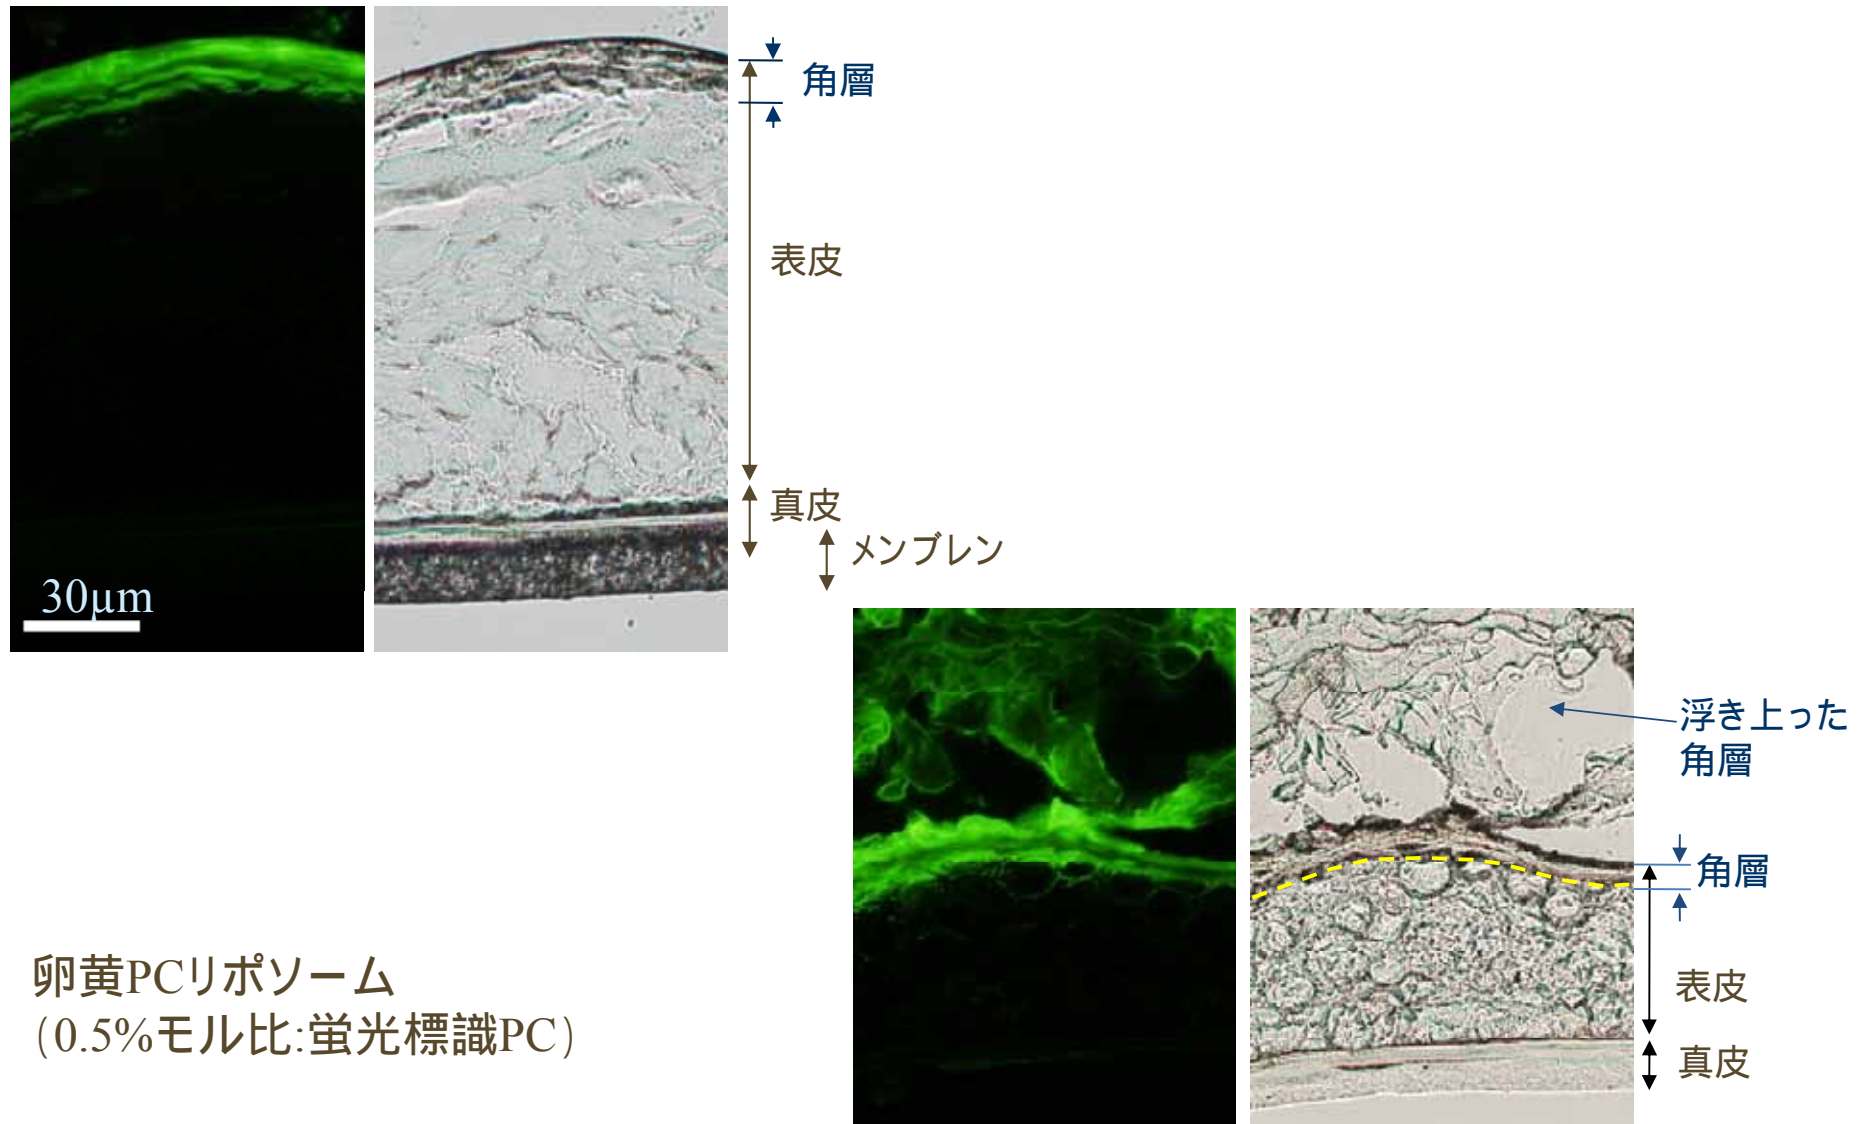 角層
表皮
真皮
メンブレン
30μm
浮き上った
角層
角層
表皮
真皮
卵黄PCリポソーム
(0.5%モル比:蛍光標識PC)